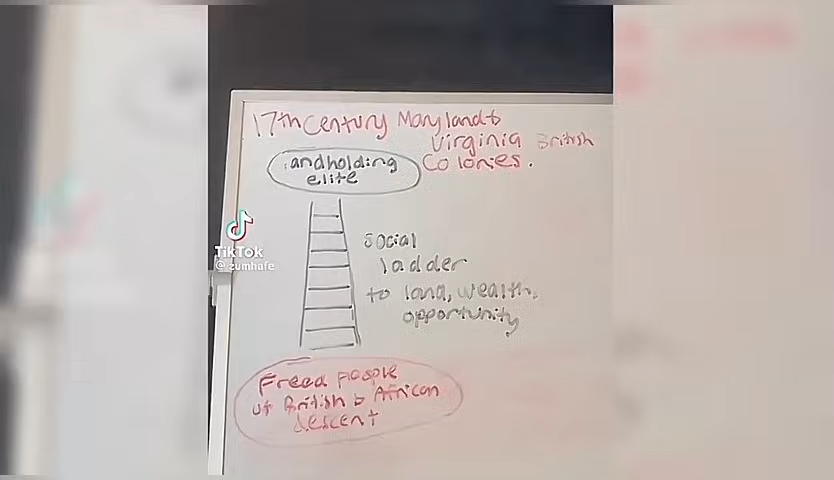 17th Century Maryland &
Virginia British
Colonies.
landholding
elite
social
ladder
to land, wealth,
opportunity
TikTok
@zumhafe
Freed people
of British & African
descent